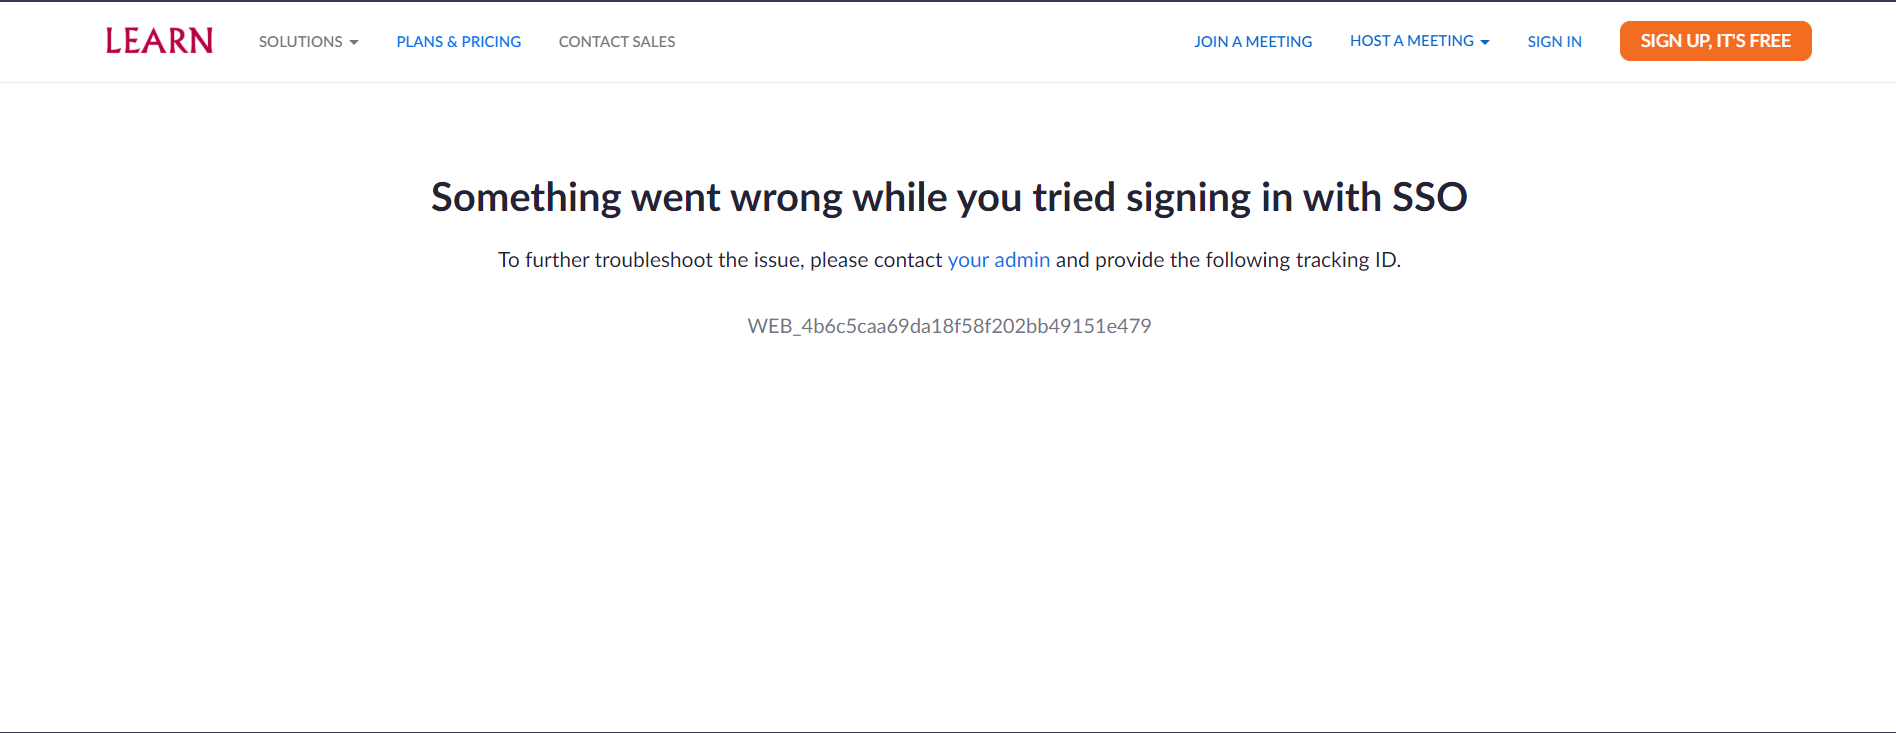 LEARN SOLUTIONS PLANS & PRICING CONTACT SALES JOIN A MEETING HOST A MEETING SIGN IN SIGN UP, IT'S FREE
Something went wrong while you tried signing in with SSO
To further troubleshoot the issue, please contact your admin and provide the following tracking ID.
WEB_4b6c5caa69da18f58f202bb49151e479